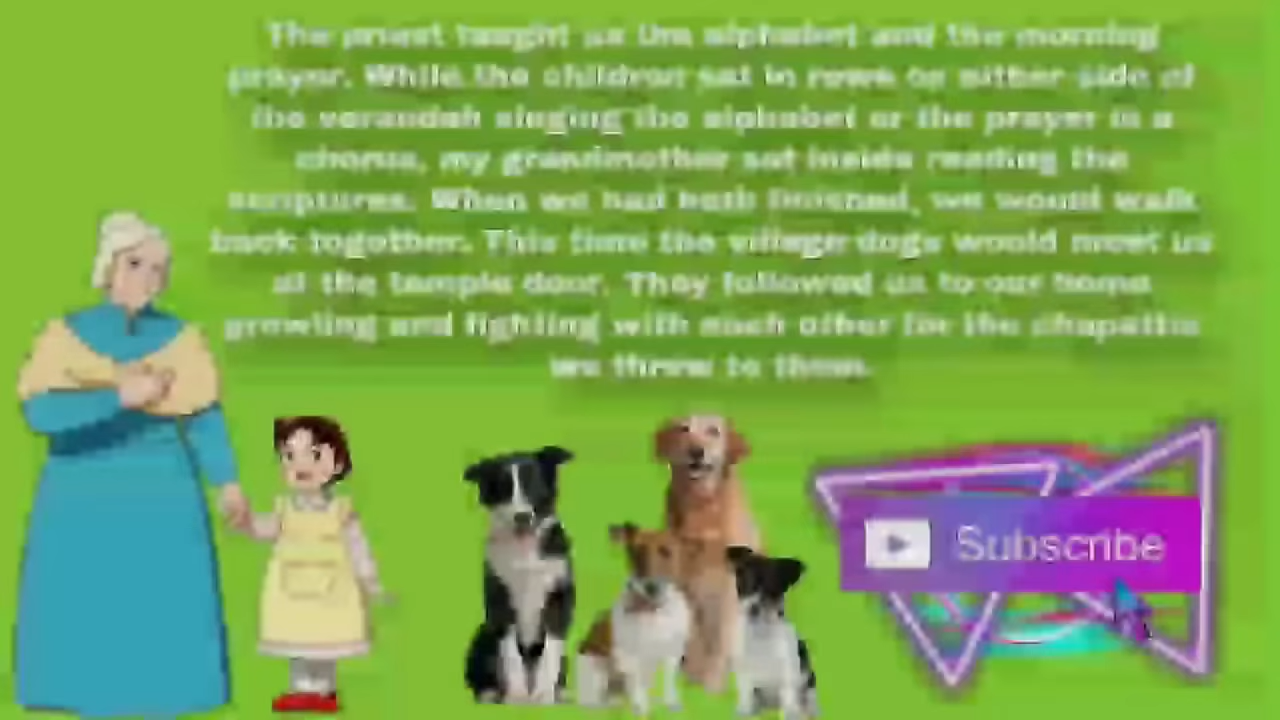 The priest taught us the alphabet and the morning
prayer. While the children sat in rows on either side of
the verandah singing the alphabet or the prayer in a
chorus, my grandmother sat inside reading the
scriptures. When we had both finished, we would walk
back together. This time the village dogs would meet us
at the temple door. They followed us to our home
growling and fighting with each other for the chapattis
we threw to them.
Subscribe